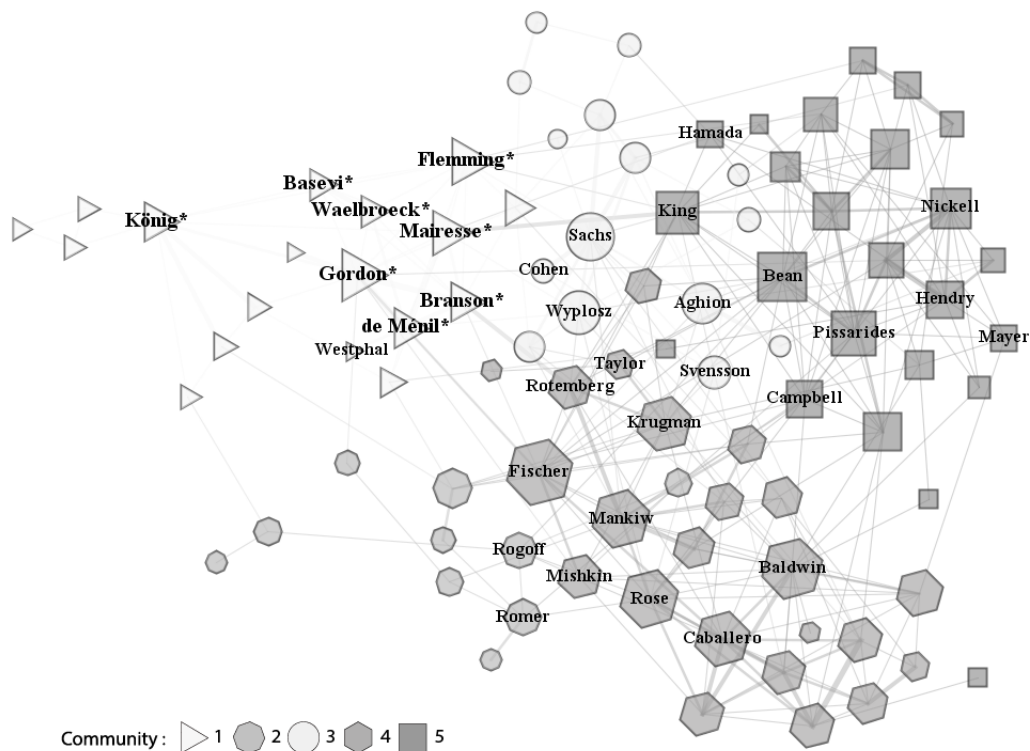 Hamada
Flemming*
Basevi*
Nickell
Waelbroeck*
König*
King
Mairesse*
Sachs
Cohen
Gordon*
Bean
Branson*
Aghion
Hendry
Wyplosz
de Ménil*
Pissarides
Mayer
Westphal
Taylor
Svensson
Rotemberg
Campbell
Krugman
Fischer
Mankiw
Rogoff
Baldwin
Mishkin
Rose
Romer
Caballero
Community : 1 2 3 4 5